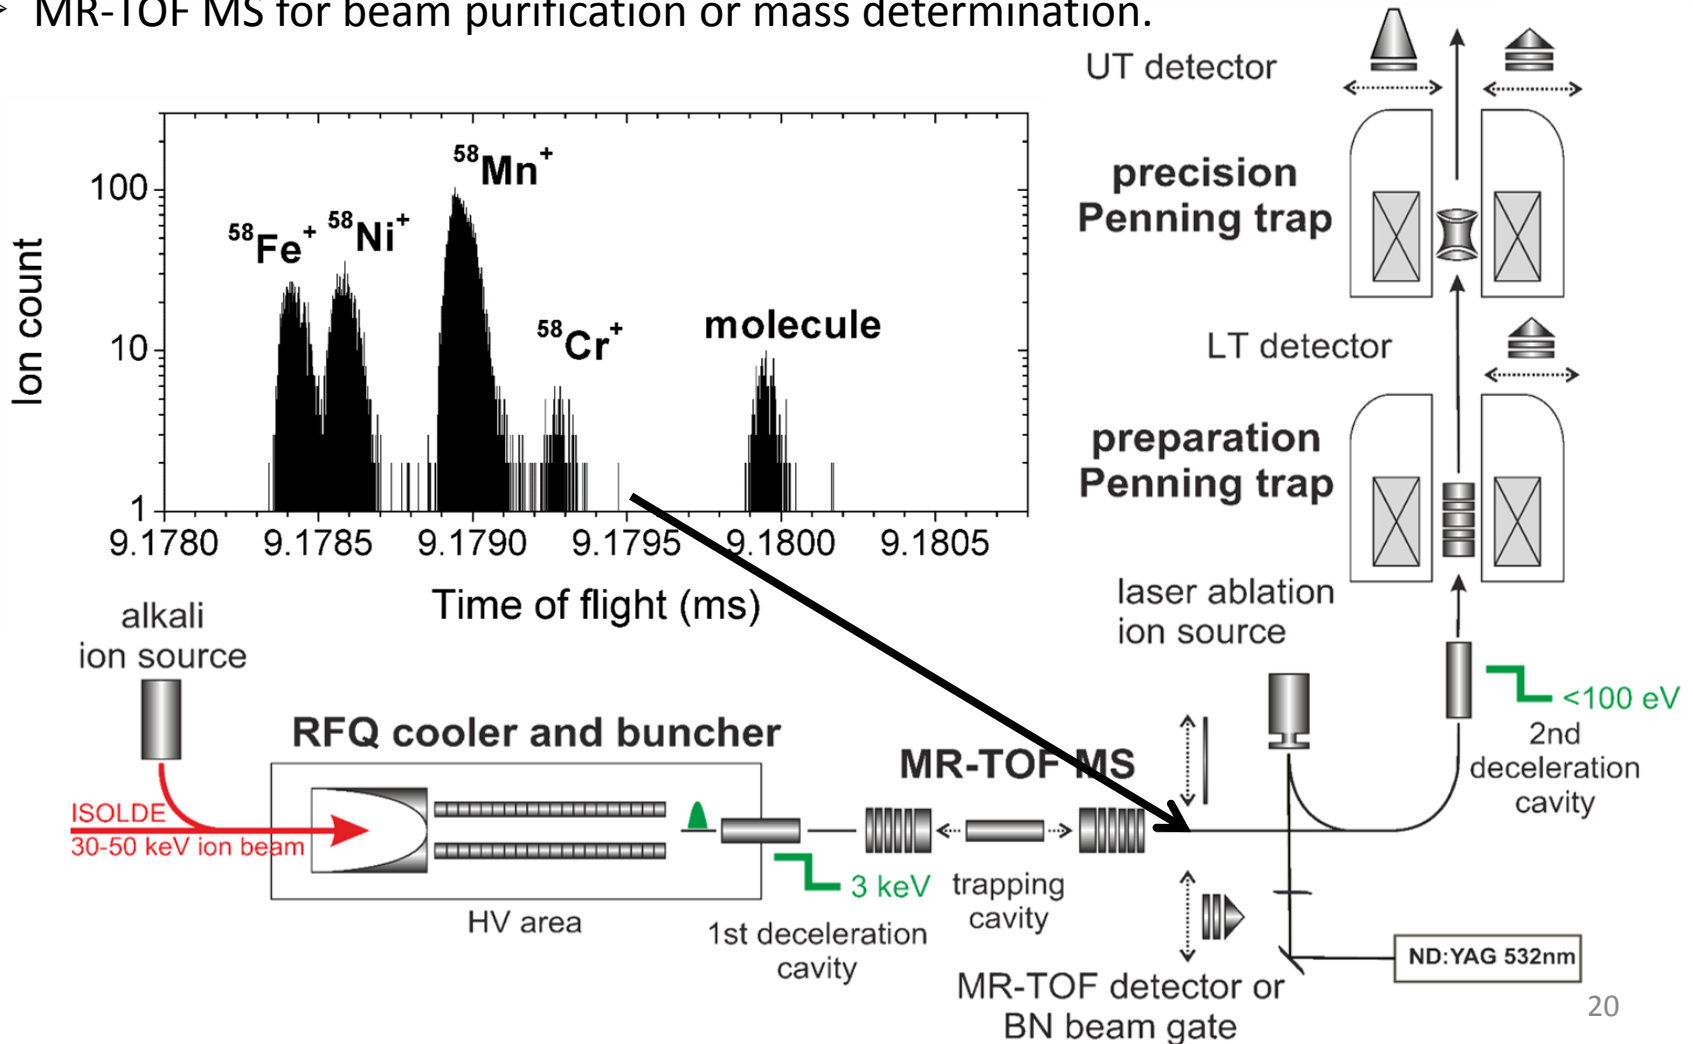 MR-TOF MS for beam purification or mass determination.
UT detector
precision
Penning trap
LT detector
preparation
Penning trap
Ion count
100
10
1
⁵⁸Fe⁺
⁵⁸Ni⁺
⁵⁸Mn⁺
⁵⁸Cr⁺
molecule
9.1780 9.1785 9.1790 9.1795 9.1800 9.1805
Time of flight (ms)
laser ablation
ion source
alkali
ion source
<100 eV
2nd
deceleration
cavity
RFQ cooler and buncher
MR-TOF MS
ISOLDE
30-50 keV ion beam
3 keV
trapping
cavity
HV area
1st deceleration
cavity
MR-TOF detector or
BN beam gate
ND:YAG 532nm
20